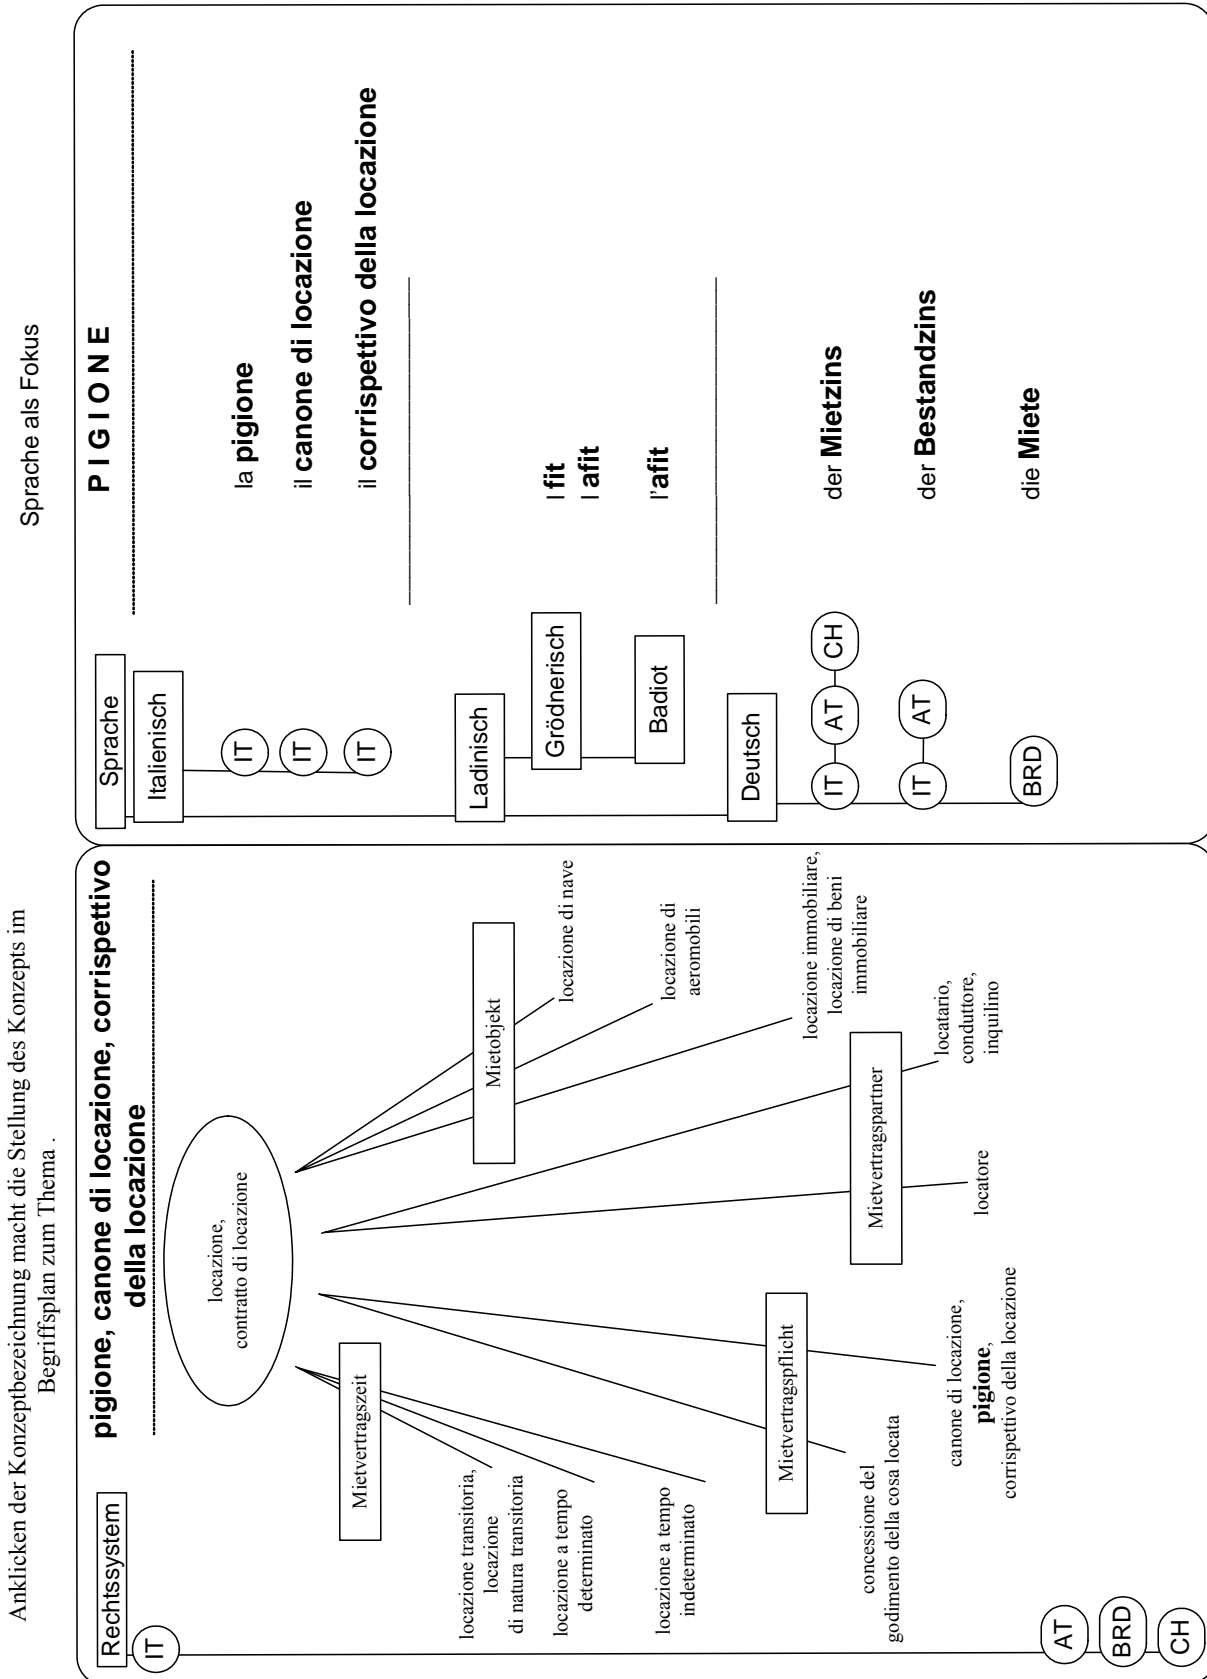 Anklicken der Konzeptbezeichnung macht die Stellung des Konzepts im
Begriffsplan zum Thema .
Rechtssystem
IT
pigione, canone di locazione, corrispettivo
della locazione
locazione,
contratto di locazione
Mietvertragszeit
locazione transitoria,
locazione
di natura transitoria
locazione a tempo
determinato
locazione a tempo
indeterminato
Mietvertragspflicht
concessione del
godimento della cosa locata
canone di locazione,
pigione,
corrispettivo della locazione
Mietvertragspartner
locatore
locatario,
conduttore,
inquilino
Mietobjekt
locazione di nave
locazione di
aeromobili
locazione immobiliare,
locazione di beni
immobiliare
AT
BRD
CH
Sprache als Fokus
Sprache
PIGIONE
Italienisch
IT la pigione
IT il canone di locazione
IT il corrispettivo della locazione
Ladinisch
Grödnerisch
l fit
l afit
Badiot
l'afit
Deutsch
IT AT CH der Mietzins
IT AT der Bestandzins
BRD die Miete